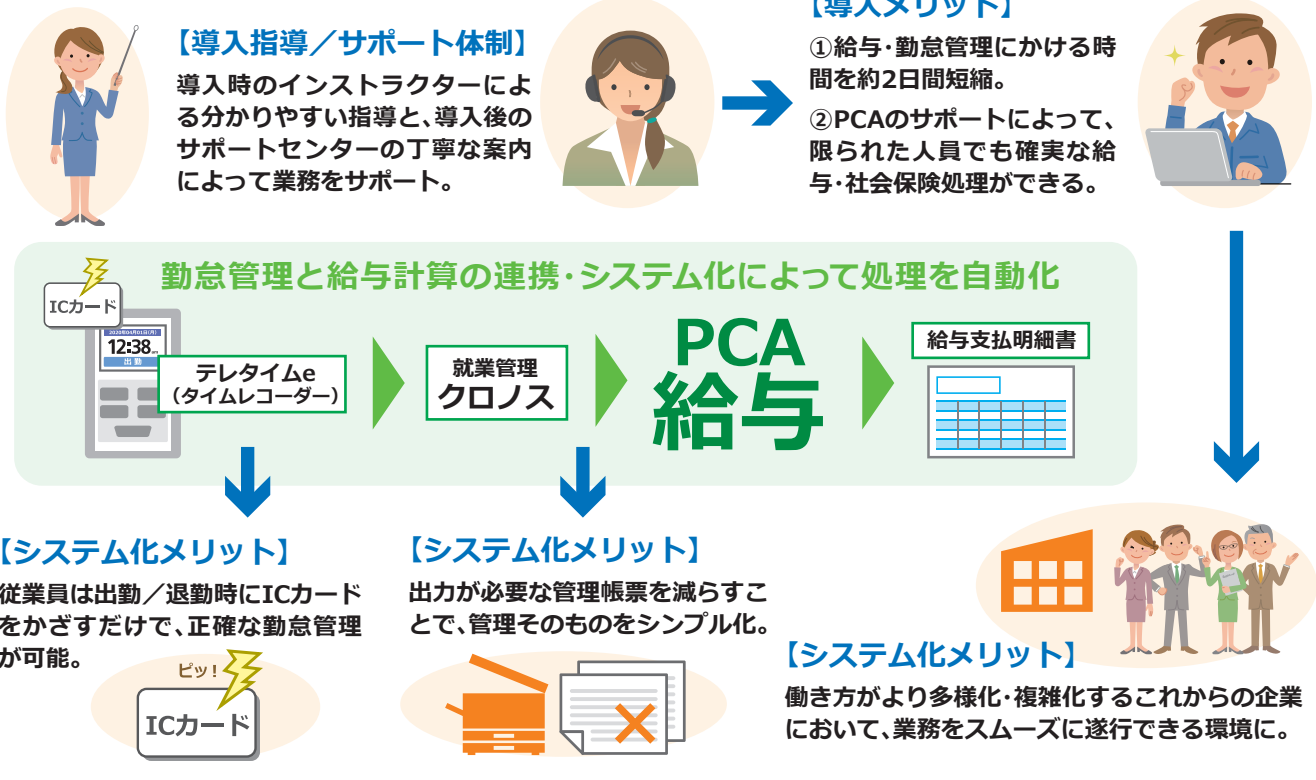 【導入指導／サポート体制】
導入時のインストラクターによ
る分かりやすい指導と、導入後の
サポートセンターの丁寧な案内
によって業務をサポート。
【導入メリット】
①給与・勤怠管理にかける時
間を約2日間短縮。
②PCAのサポートによって、
限られた人員でも確実な給
与・社会保険処理ができる。
勤怠管理と給与計算の連携・システム化によって処理を自動化
ICカード
2020年04月01日(月)
12:38
出 勤
テレタイムe
（タイムレコーダー）
就業管理
クロノス
PCA
給与
給与支払明細書
【システム化メリット】
従業員は出勤／退勤時にICカード
をかざすだけで、正確な勤怠管理
が可能。
ピッ！
ICカード
【システム化メリット】
出力が必要な管理帳票を減らすこ
とで、管理そのものをシンプル化。
【システム化メリット】
働き方がより多様化・複雑化するこれからの企業
において、業務をスムーズに遂行できる環境に。